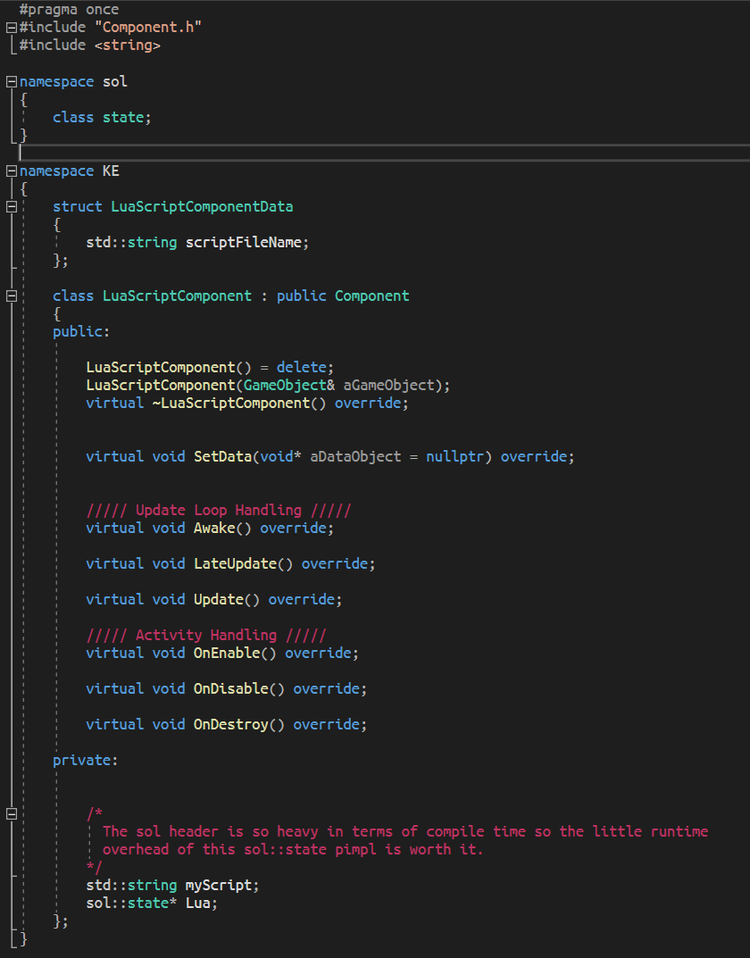 #pragma once
#include "Component.h"
#include <string>
namespace sol
{
class state;
}
namespace KE
{
struct LuaScriptComponentData
{
std::string scriptFileName;
};
class LuaScriptComponent : public Component
{
public:
LuaScriptComponent() = delete;
LuaScriptComponent(GameObject& aGameObject);
virtual ~LuaScriptComponent() override;
virtual void SetData(void* aDataObject = nullptr) override;
///// Update Loop Handling /////
virtual void Awake() override;
virtual void LateUpdate() override;
virtual void Update() override;
///// Activity Handling /////
virtual void OnEnable() override;
virtual void OnDisable() override;
virtual void OnDestroy() override;
private:
/*
The sol header is so heavy in terms of compile time so the little runtime
overhead of this sol::state pimpl is worth it.
*/
std::string myScript;
sol::state* Lua;
};
}